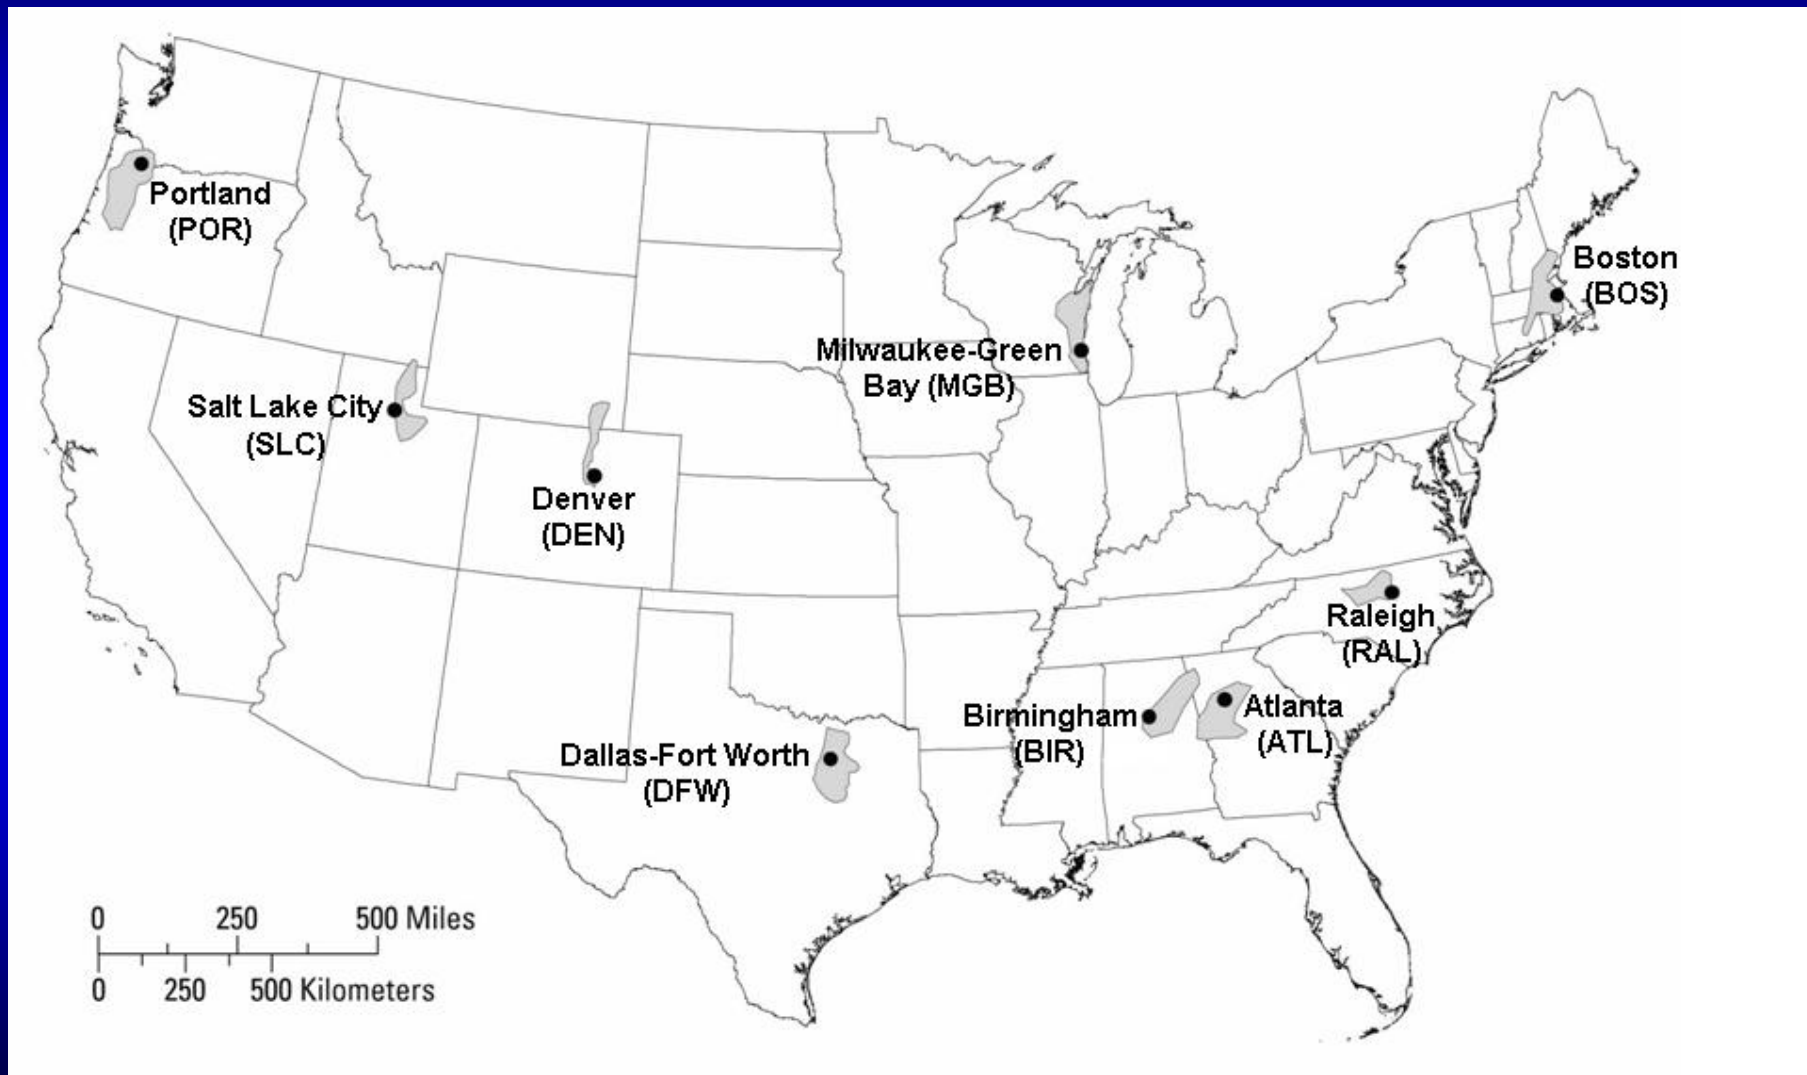 Portland
(POR)
Boston
(BOS)
Milwaukee-Green
Bay (MGB)
Salt Lake City
(SLC)
Denver
(DEN)
Raleigh
(RAL)
Birmingham
(BIR)
Atlanta
(ATL)
Dallas-Fort Worth
(DFW)
0 250 500 Miles
0 250 500 Kilometers